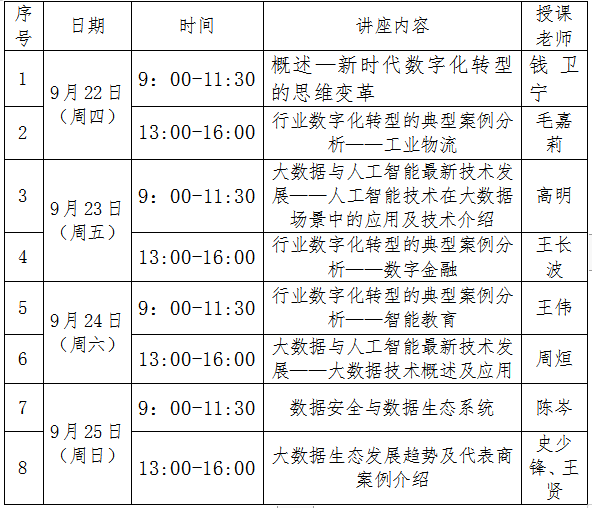 序号 日期 时间 讲座内容 授课老师
1 9月22日（周四） 9：00-11:30 概述—新时代数字化转型的思维变革 钱卫宁
2 13:00-16:00 行业数字化转型的典型案例分析——工业物流 毛嘉莉
3 9月23日（周五） 9：00-11:30 大数据与人工智能最新技术发展——人工智能技术在大数据场景中的应用及技术介绍 高明
4 13:00-16:00 行业数字化转型的典型案例分析——数字金融 王长波
5 9月24日（周六） 9：00-11:30 行业数字化转型的典型案例分析——智能教育 王伟
6 13:00-16:00 大数据与人工智能最新技术发展——大数据技术概述及应用 周烜
7 9月25日（周日） 9：00-11:30 数据安全与数据生态系统 陈岑
8 13:00-16:00 大数据生态发展趋势及代表商案例介绍 史少锋、王贤